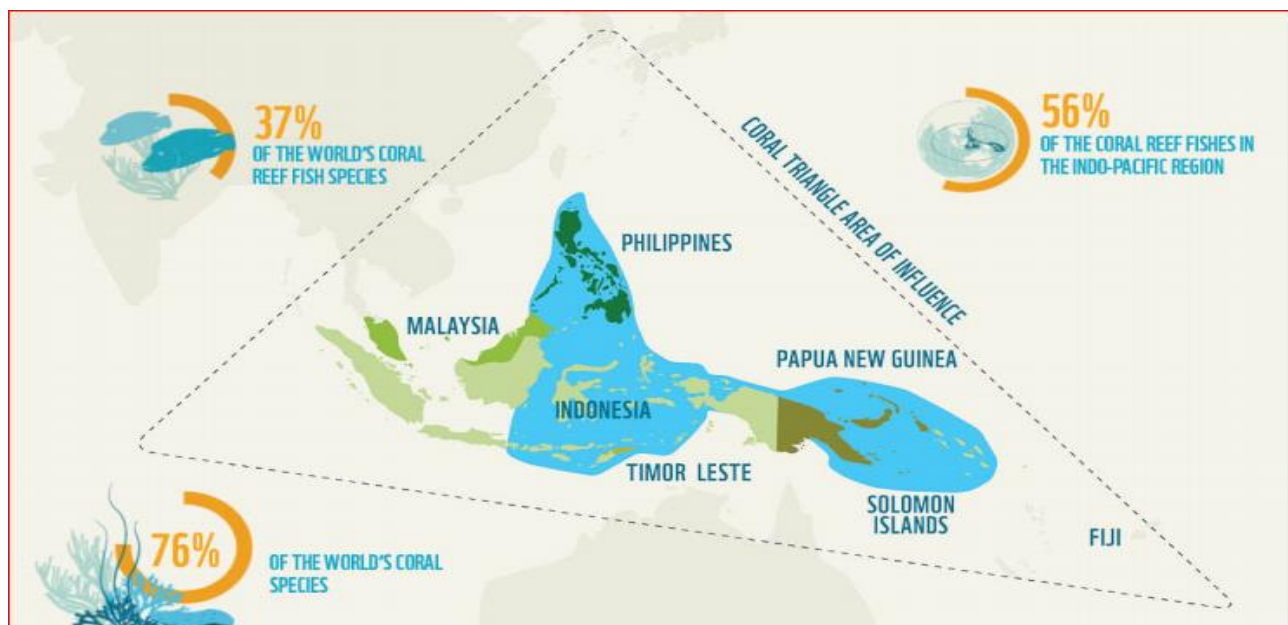 37%
OF THE WORLD'S CORAL
REEF FISH SPECIES
56%
OF THE CORAL REEF FISHES IN
THE INDO-PACIFIC REGION
CORAL TRIANGLE AREA OF INFLUENCE
PHILIPPINES
MALAYSIA
PAPUA NEW GUINEA
INDONESIA
TIMOR LESTE
SOLOMON
ISLANDS
FIJI
76%
OF THE WORLD'S CORAL
SPECIES